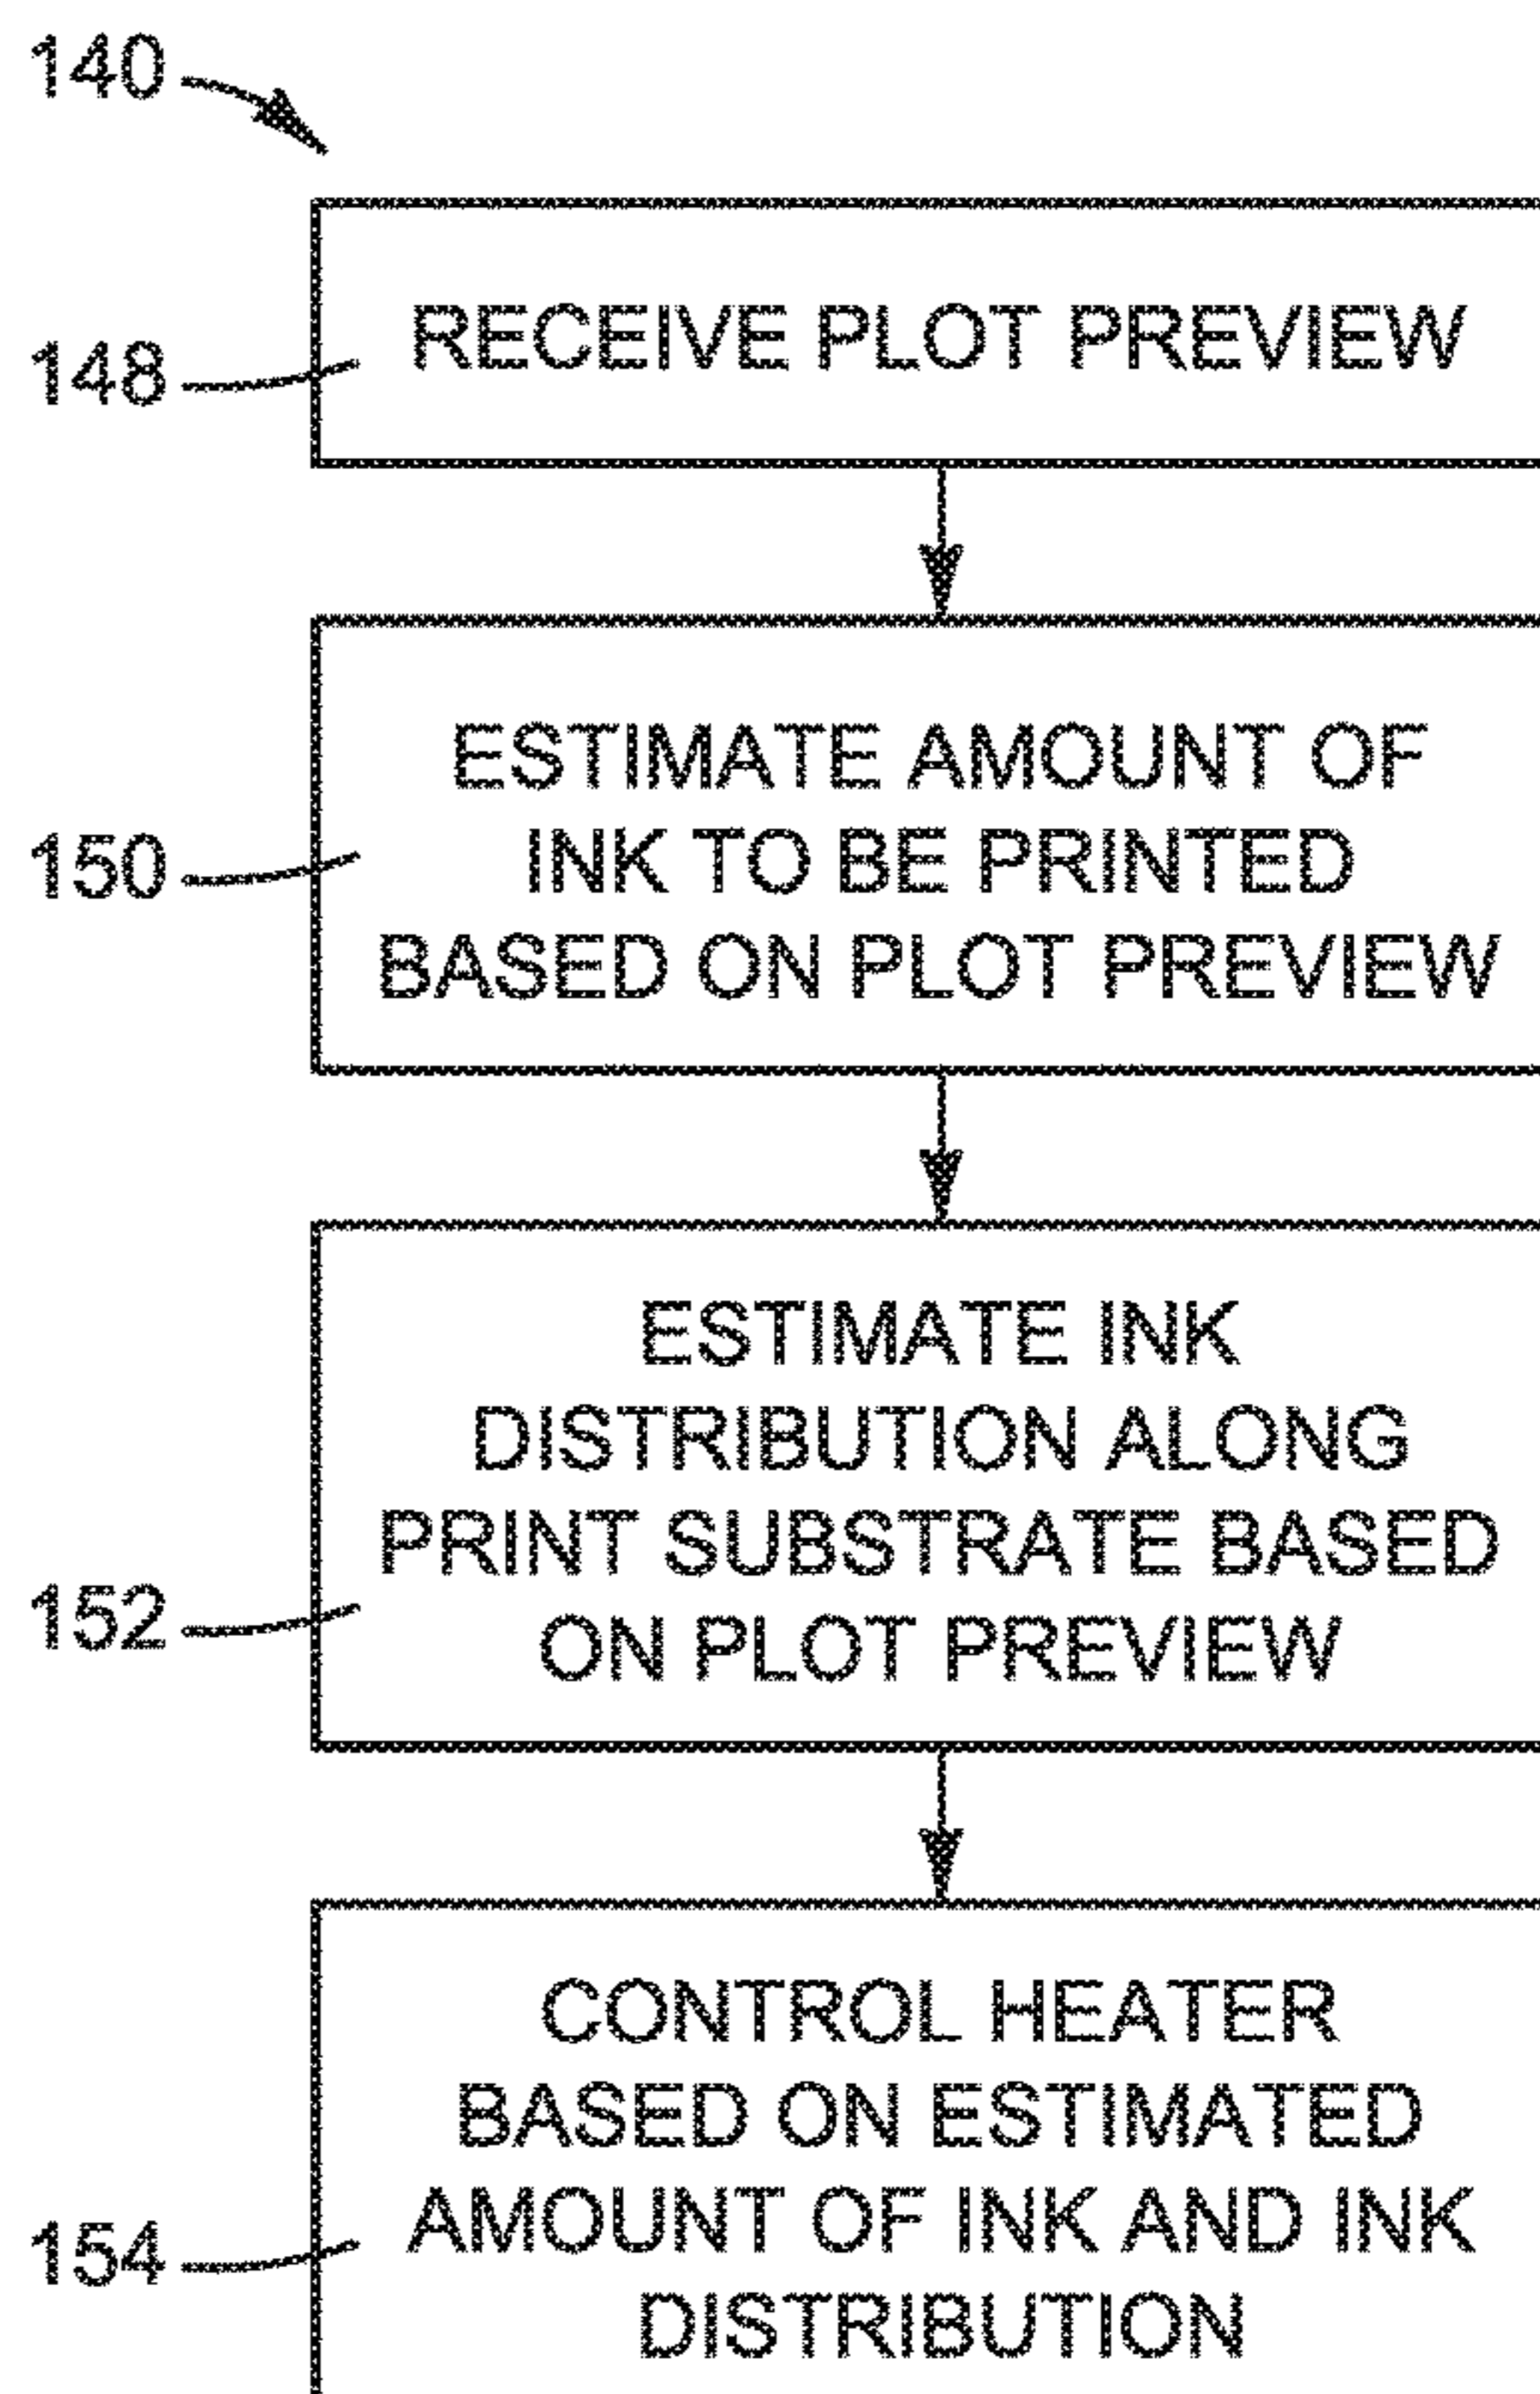 140
148
RECEIVE PLOT PREVIEW
150
ESTIMATE AMOUNT OF
INK TO BE PRINTED
BASED ON PLOT PREVIEW
152
ESTIMATE INK
DISTRIBUTION ALONG
PRINT SUBSTRATE BASED
ON PLOT PREVIEW
154
CONTROL HEATER
BASED ON ESTIMATED
AMOUNT OF INK AND INK
DISTRIBUTION